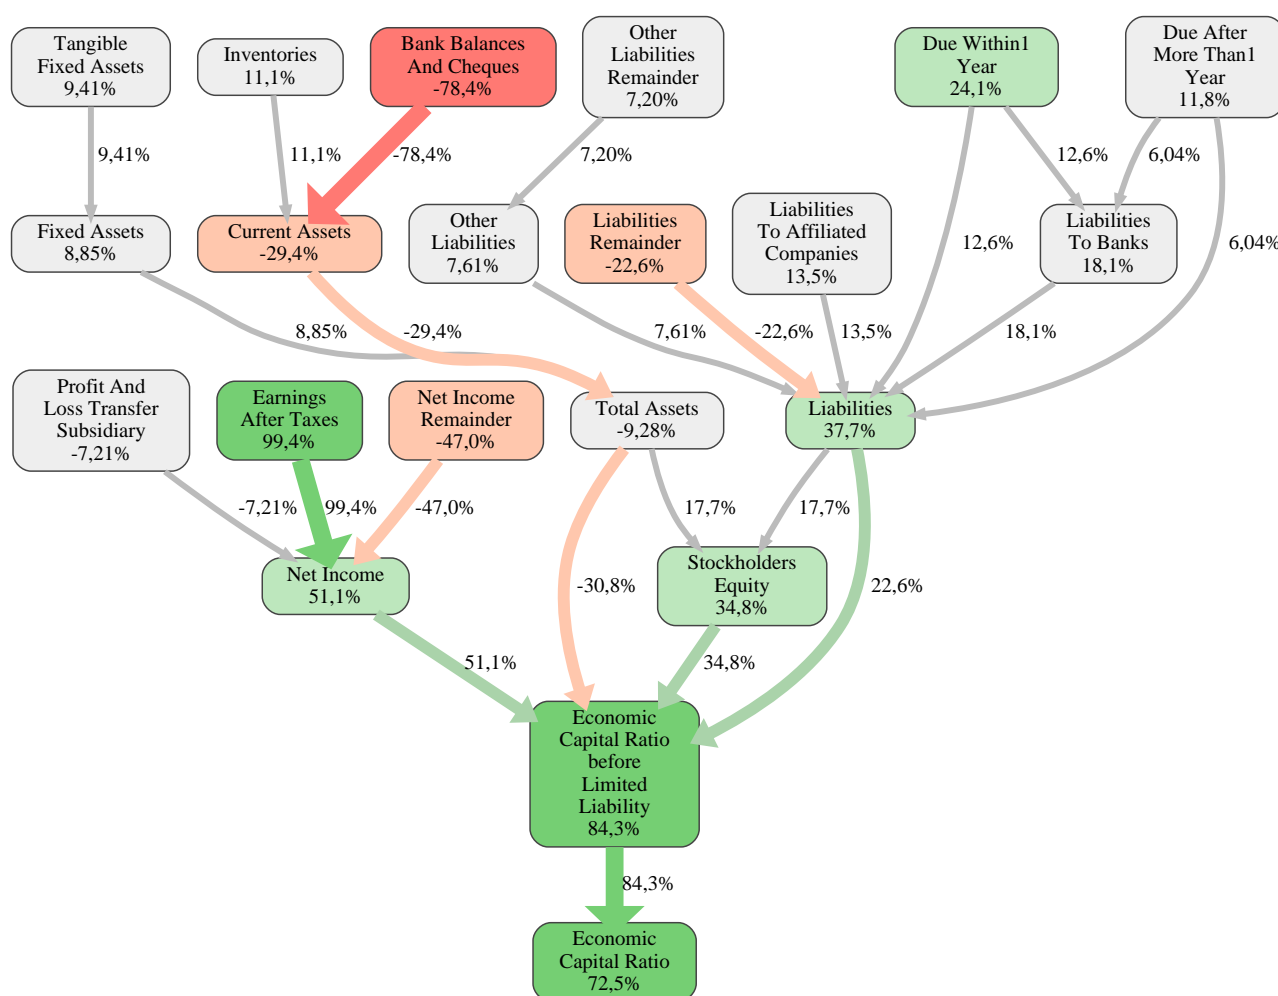 Tangible
Fixed Assets
9,41%
Inventories
11,1%
Bank Balances
And Cheques
-78,4%
Other
Liabilities
Remainder
7,20%
Due Within1
Year
24,1%
Due After
More Than1
Year
11,8%
9,41%
11,1%
-78,4%
7,20%
12,6%
6,04%
Fixed Assets
8,85%
Current Assets
-29,4%
Other
Liabilities
7,61%
Liabilities
Remainder
-22,6%
Liabilities
To Affiliated
Companies
13,5%
12,6%
Liabilities
To Banks
18,1%
6,04%
8,85%
-29,4%
7,61%
-22,6%
13,5%
18,1%
Profit And
Loss Transfer
Subsidiary
-7,21%
Earnings
After Taxes
99,4%
Net Income
Remainder
-47,0%
Total Assets
-9,28%
Liabilities
37,7%
-7,21%
99,4%
-47,0%
17,7%
17,7%
Net Income
51,1%
-30,8%
Stockholders
Equity
34,8%
22,6%
51,1%
34,8%
Economic
Capital Ratio
before
Limited
Liability
84,3%
84,3%
Economic
Capital Ratio
72,5%